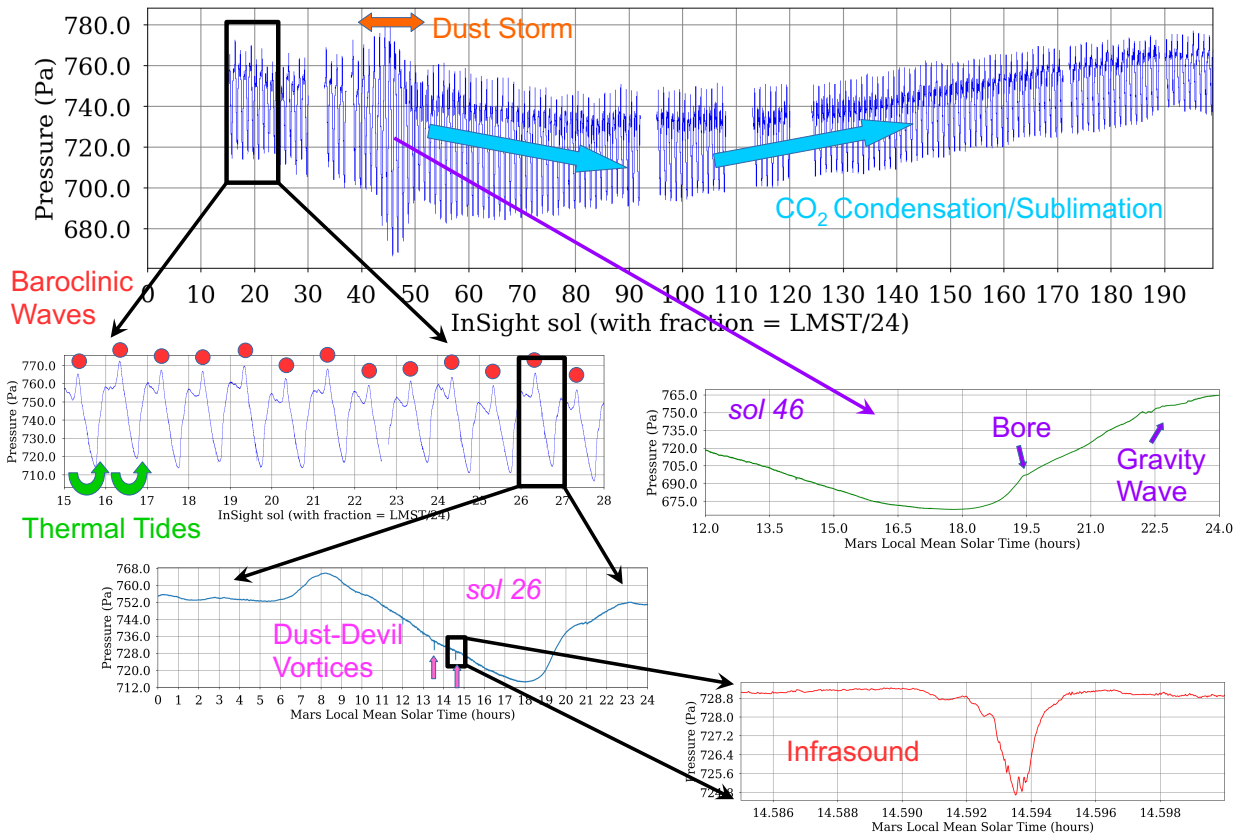 780.0
760.0
740.0
720.0
700.0
680.0
Pressure (Pa)
Dust Storm
CO2 Condensation/Sublimation
0 10 20 30 40 50 60 70 80 90 100 110 120 130 140 150 160 170 180 190
InSight sol (with fraction = LMST/24)
Baroclinic
Waves
770.0
760.0
750.0
740.0
730.0
720.0
710.0
Pressure (Pa)
15 16 17 18 19 20 21 22 23 24 25 26 27 28
InSight sol (with fraction = LMST/24)
Thermal Tides
765.0
750.0
735.0
720.0
705.0
690.0
675.0
Pressure (Pa)
sol 46
Bore
Gravity
Wave
12.0 13.5 15.0 16.5 18.0 19.5 21.0 22.5 24.0
Mars Local Mean Solar Time (hours)
768.0
760.0
752.0
744.0
736.0
728.0
720.0
712.0
Pressure (Pa)
sol 26
Dust-Devil
Vortices
0 1 2 3 4 5 6 7 8 9 10 11 12 13 14 15 16 17 18 19 20 21 22 23 24
Mars Local Mean Solar Time (hours)
728.8
728.0
727.2
726.4
725.6
724.8
Pressure (Pa)
Infrasound
14.586 14.588 14.590 14.592 14.594 14.596 14.598
Mars Local Mean Solar Time (hours)